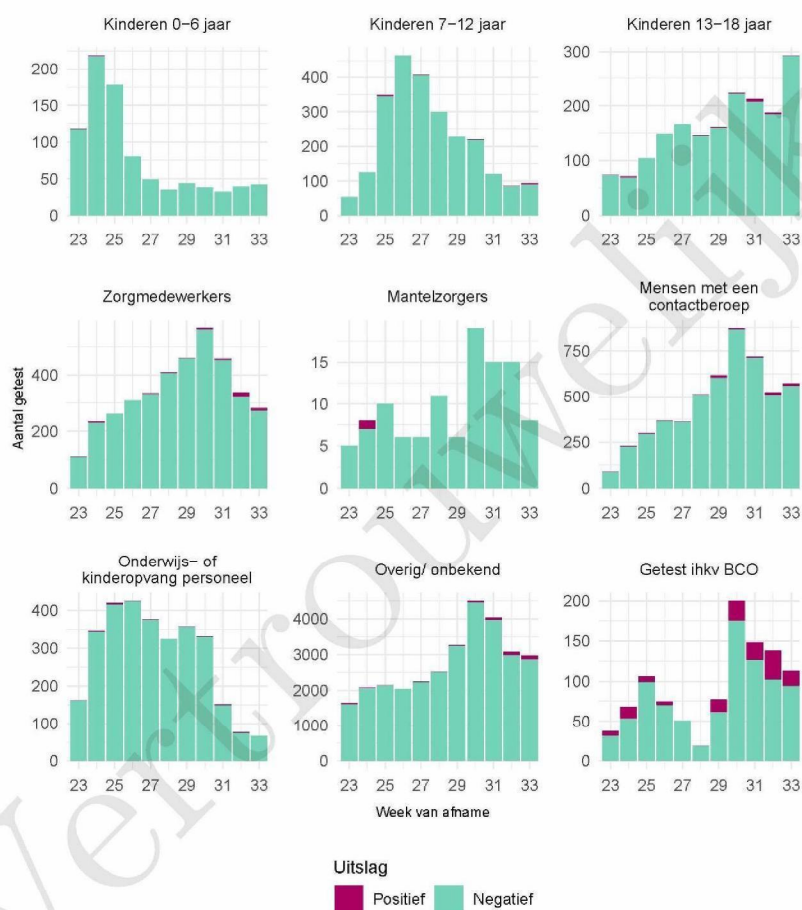 Kinderen 0−6 jaar
Kinderen 7−12 jaar
Kinderen 13−18 jaar
200
150
100
50
0
23 25 27 29 31 33
400
300
200
100
0
23 25 27 29 31 33
300
200
100
0
23 25 27 29 31 33
Zorgmedewerkers
Mantelzorgers
Mensen met een
contactberoep
Aantal getest
400
200
0
23 25 27 29 31 33
15
10
5
0
23 25 27 29 31 33
750
500
250
0
23 25 27 29 31 33
Onderwijs− of
kinderopvang personeel
Overig/ onbekend
Getest ihkv BCO
400
300
200
100
0
23 25 27 29 31 33
4000
3000
2000
1000
0
23 25 27 29 31 33
200
150
100
50
0
23 25 27 29 31 33
Week van afname
Uitslag
Positief Negatief
Vertrouwelijk